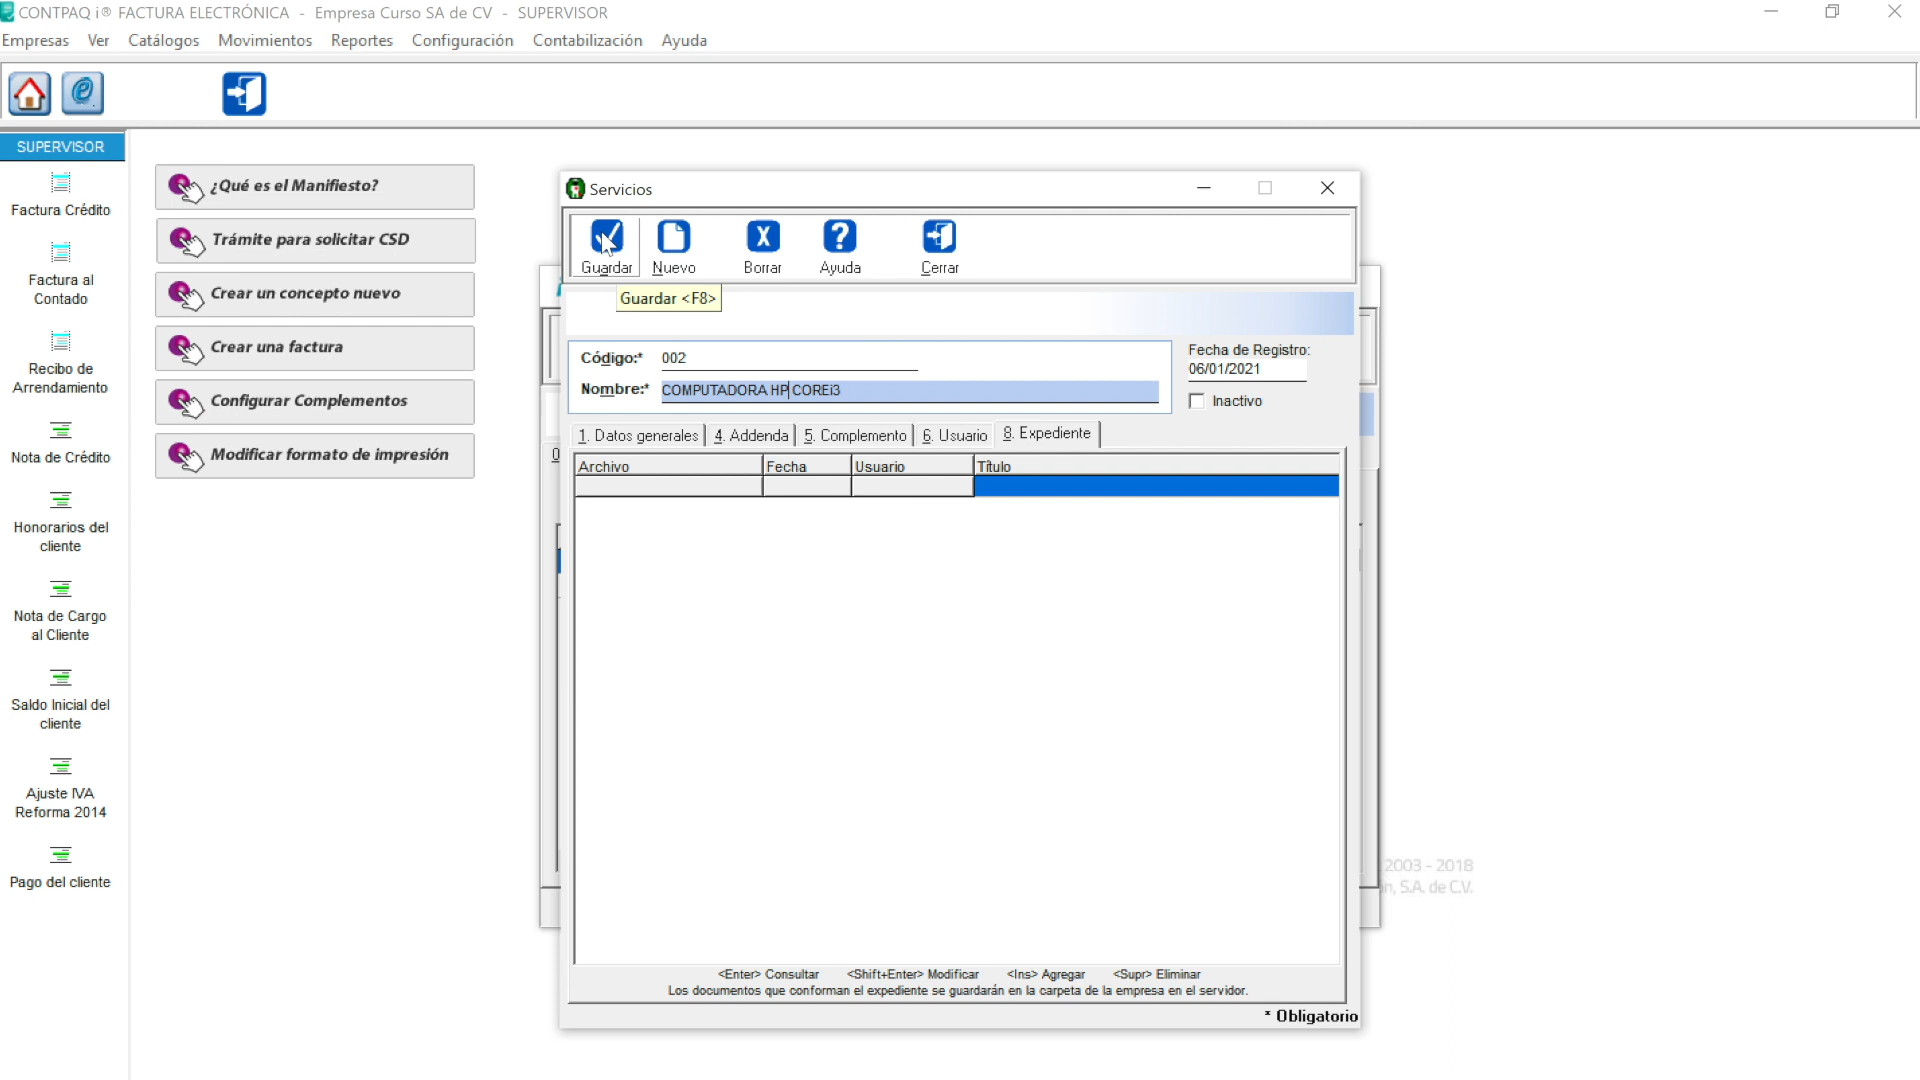 CONTPAQ i® FACTURA ELECTRÓNICA - Empresa Curso SA de CV - SUPERVISOR
Empresas Ver Catálogos Movimientos Reportes Configuración Contabilización Ayuda
SUPERVISOR
Factura Crédito
Factura al
Contado
Recibo de
Arrendamiento
Nota de Crédito
Honorarios del
cliente
Nota de Cargo
al Cliente
Saldo Inicial del
cliente
Ajuste IVA
Reforma 2014
Pago del cliente
¿Qué es el Manifiesto?
Trámite para solicitar CSD
Crear un concepto nuevo
Crear una factura
Configurar Complementos
Modificar formato de impresión
Servicios
Guardar Nuevo Borrar Ayuda Cerrar
Guardar <F8>
Código:* 002
Nombre:* COMPUTADORA HP COREi3
Fecha de Registro:
06/01/2021
Inactivo
1. Datos generales 4. Addenda 5. Complemento 6. Usuario 8. Expediente
Archivo Fecha Usuario Título
<Enter> Consultar <Shift+Enter> Modificar <Ins> Agregar <Supr> Eliminar
Los documentos que conforman el expediente se guardarán en la carpeta de la empresa en el servidor.
* Obligatorio
2003 - 2018
S.A. de C.V.